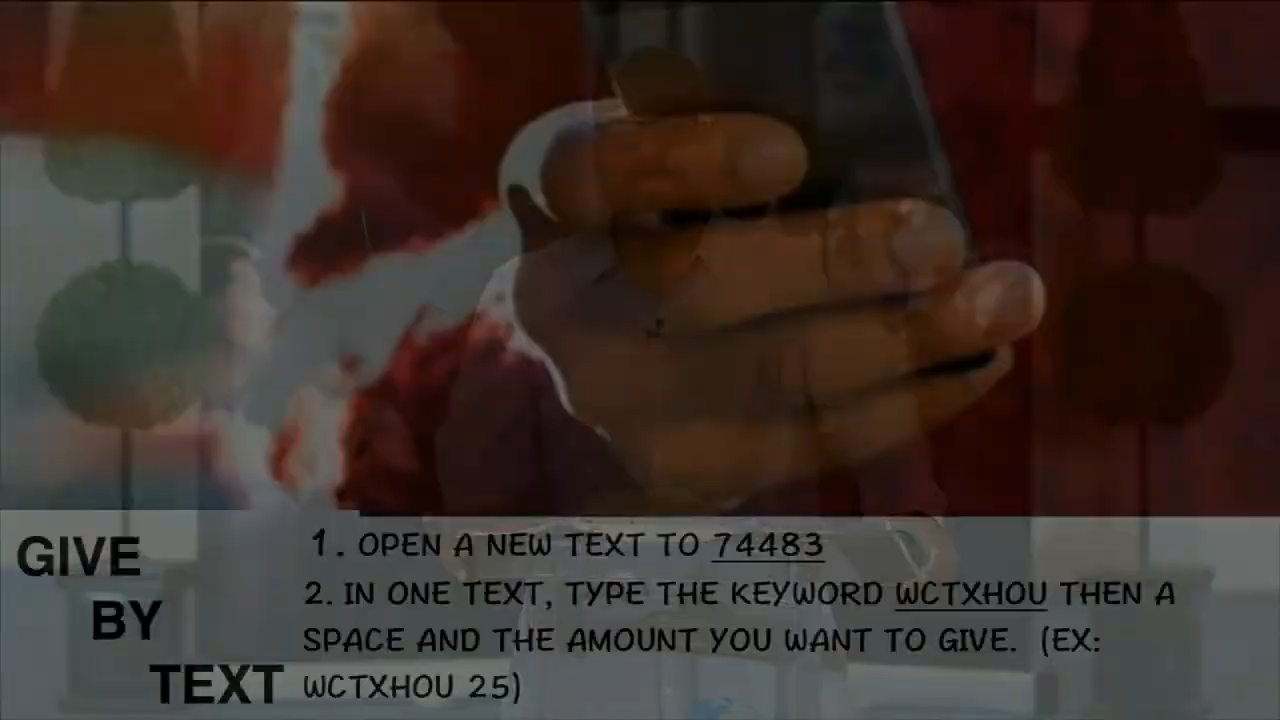 GIVE
BY
TEXT
1. OPEN A NEW TEXT TO 74483
2. IN ONE TEXT, TYPE THE KEYWORD WCTXHOU THEN A
SPACE AND THE AMOUNT YOU WANT TO GIVE. (EX:
WCTXHOU 25)